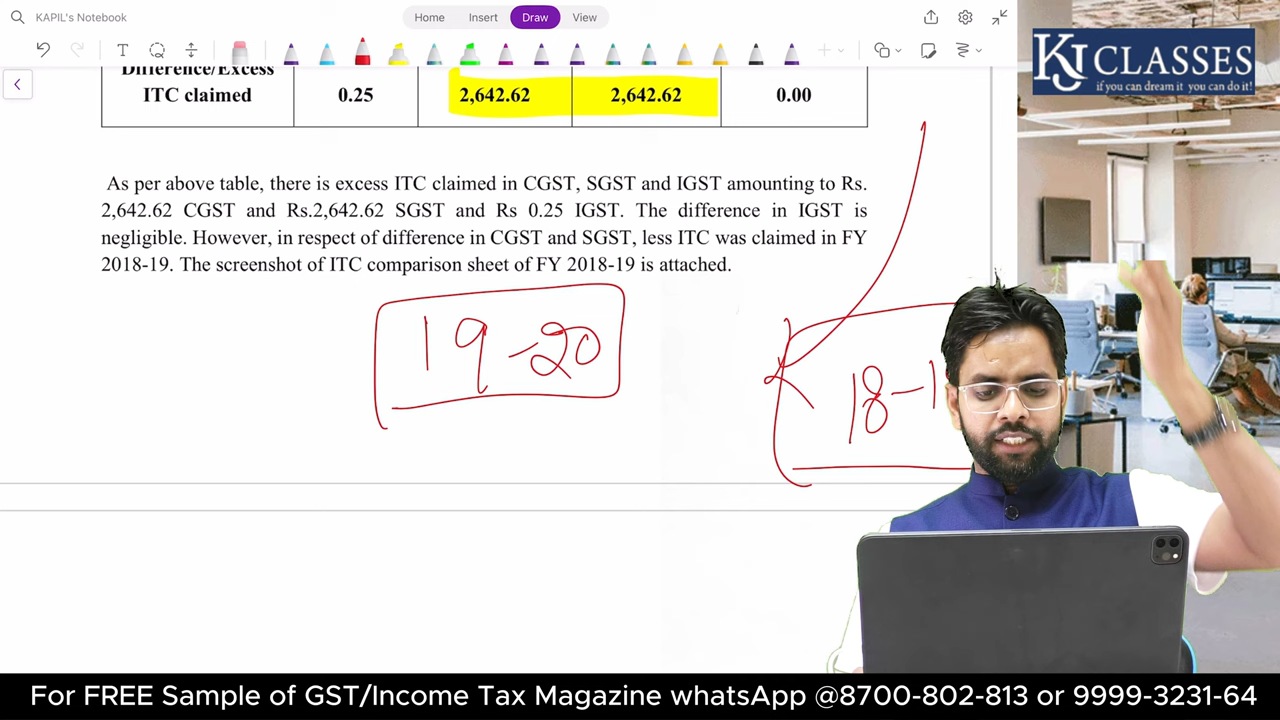 KAPIL's Notebook
Home Insert Draw View
KJ CLASSES
if you can dream it you can do it!
Difference/Excess
ITC claimed 0.25 2,642.62 2,642.62 0.00
As per above table, there is excess ITC claimed in CGST, SGST and IGST amounting to Rs.
2,642.62 CGST and Rs.2,642.62 SGST and Rs 0.25 IGST. The difference in IGST is
negligible. However, in respect of difference in CGST and SGST, less ITC was claimed in FY
2018-19. The screenshot of ITC comparison sheet of FY 2018-19 is attached.
19-20
18-1
For FREE Sample of GST/Income Tax Magazine whatsApp @8700-802-813 or 9999-3231-64